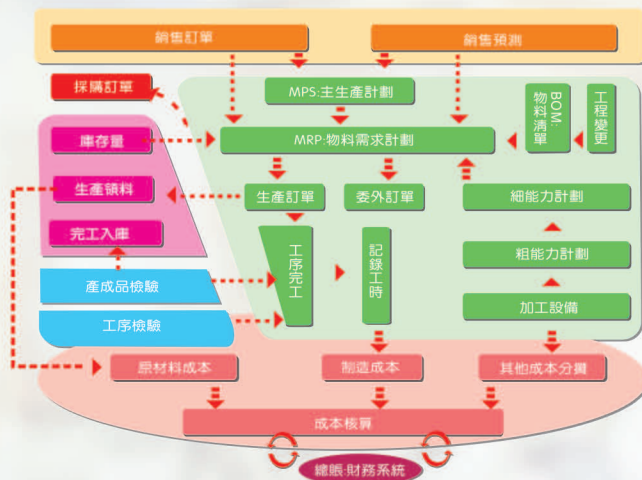 銷售訂單
銷售預測
採購訂單
MPS:主生產計劃
BOM:物料清單
工程變更
庫存量
MRP:物料需求計劃
生產領料
生產訂單
委外訂單
細能力計劃
完工入庫
工序完工
記錄工時
粗能力計劃
產成品檢驗
加工設備
工序檢驗
原材料成本
制造成本
其他成本分攤
成本核算
總賬:財務系統